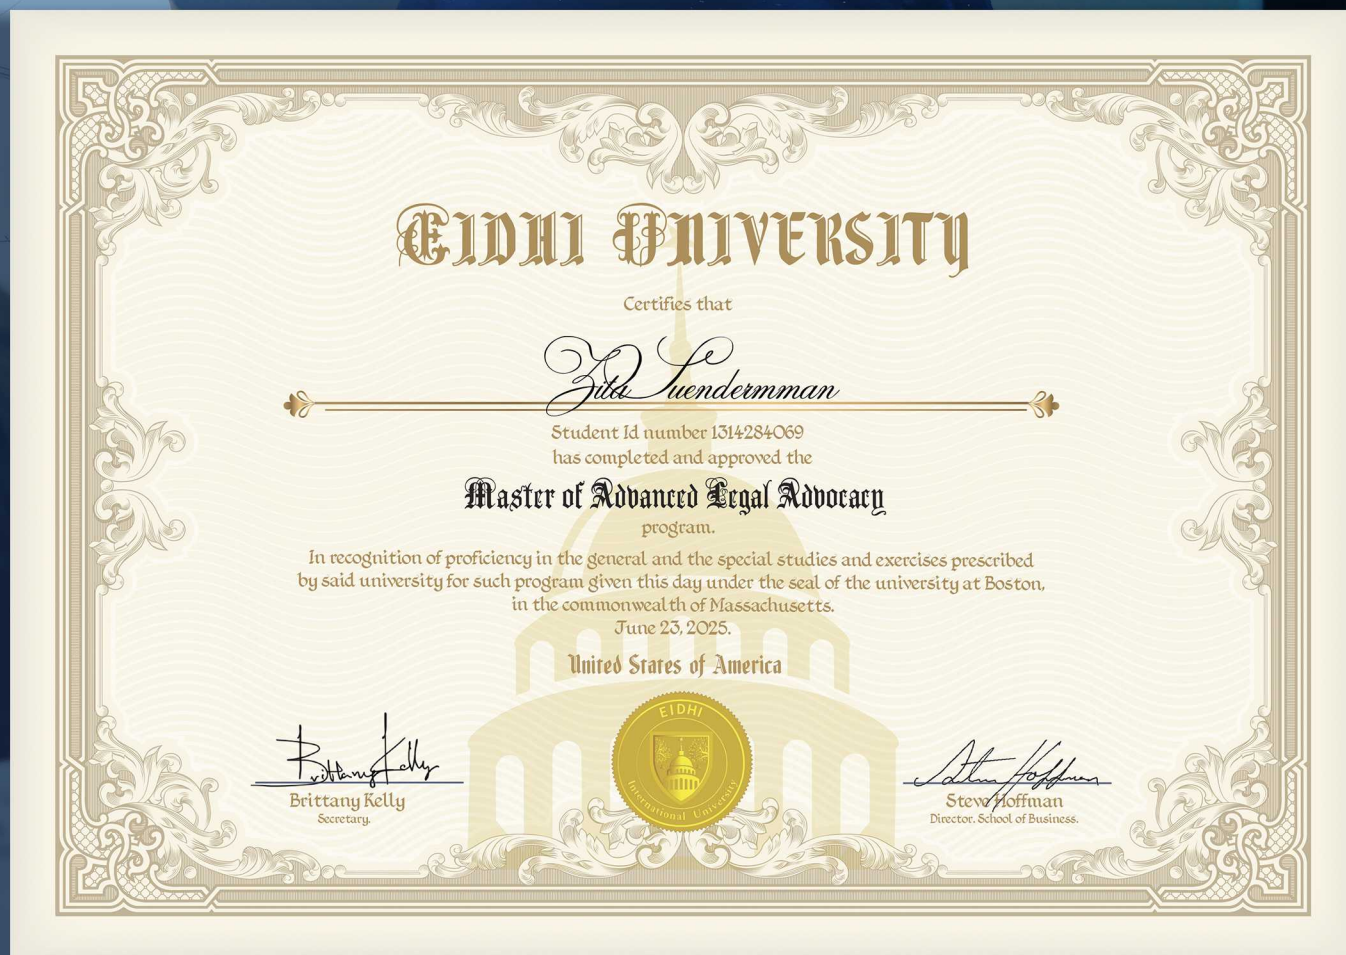 EIDHI UNIVERSITY
Certifies that
Zita Suendermman
Student Id number 1314284069
has completed and approved the
Master of Advanced Legal Advocacy
program.
In recognition of proficiency in the general and the special studies and exercises prescribed
by said university for such program given this day under the seal of the university at Boston,
in the commonwealth of Massachusetts.
June 23, 2025.
United States of America
EIDHI
International University
Brittany Kelly
Brittany Kelly
Secretary.
Steve Hoffman
Director. School of Business.